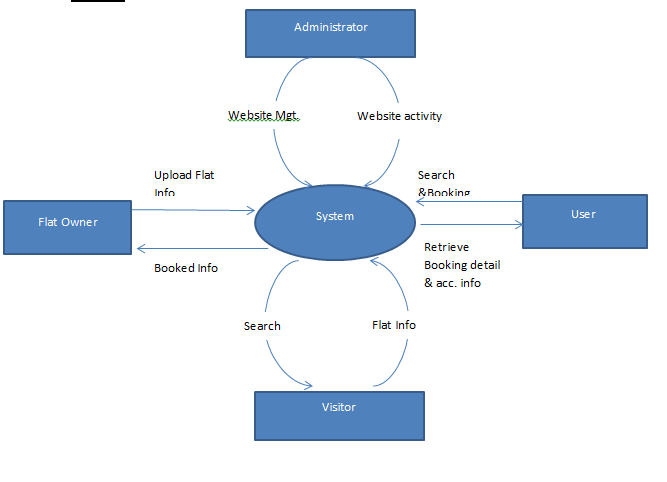 Administrator
Website Mgt.
Website activity
Upload Flat
Info
Search
&Booking
Flat Owner
System
User
Booked Info
Retrieve
Booking detail
& acc. info
Search
Flat Info
Visitor